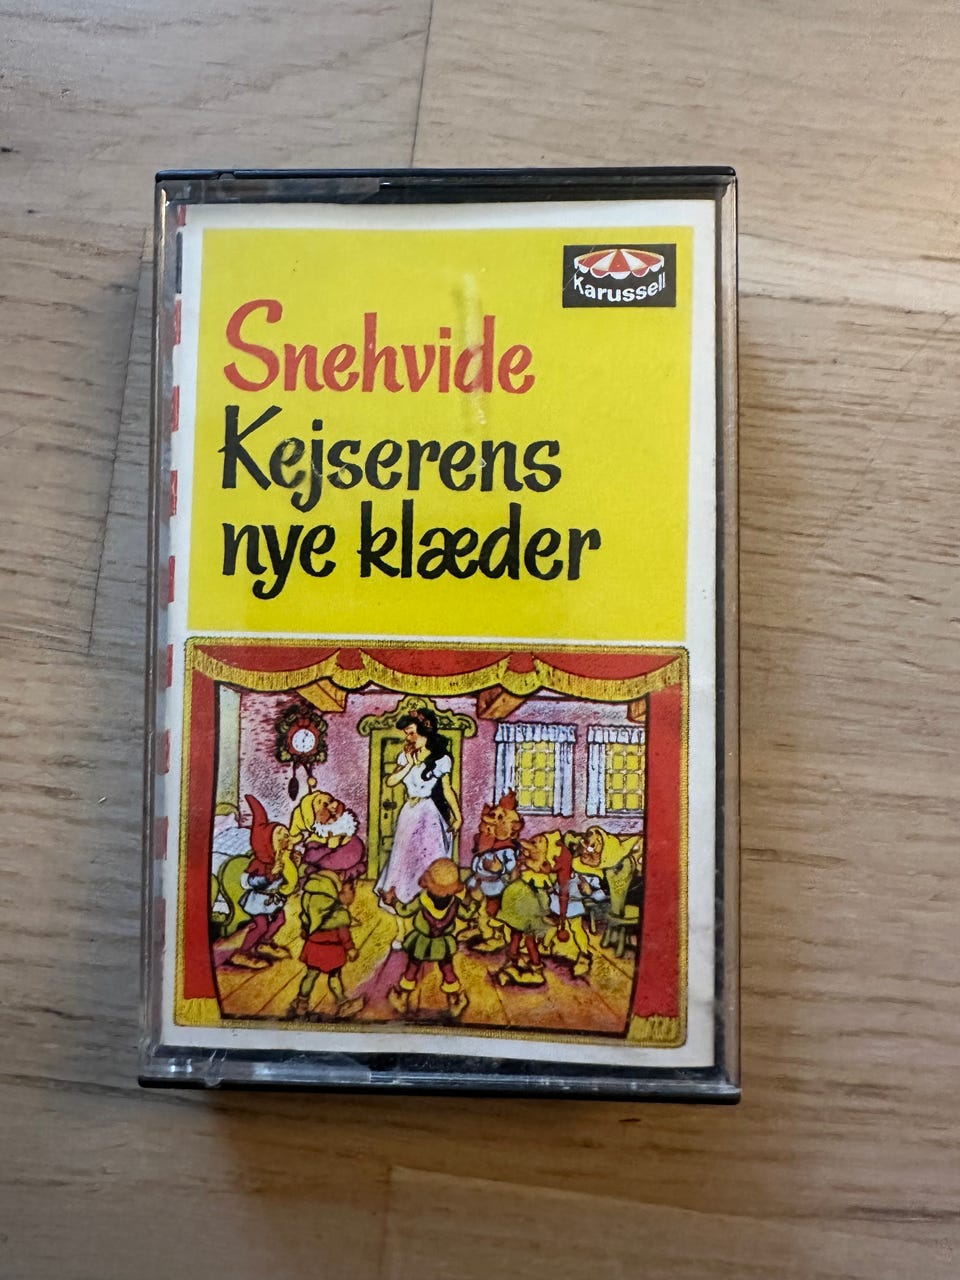 Karussell
Snehvide
Kejserens
nye klæder